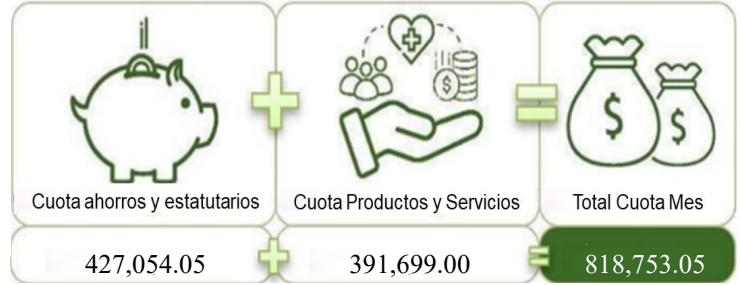 Cuota ahorros y estatutarios
Cuota Productos y Servicios
Total Cuota Mes
427,054.05 + 391,699.00 = 818,753.05